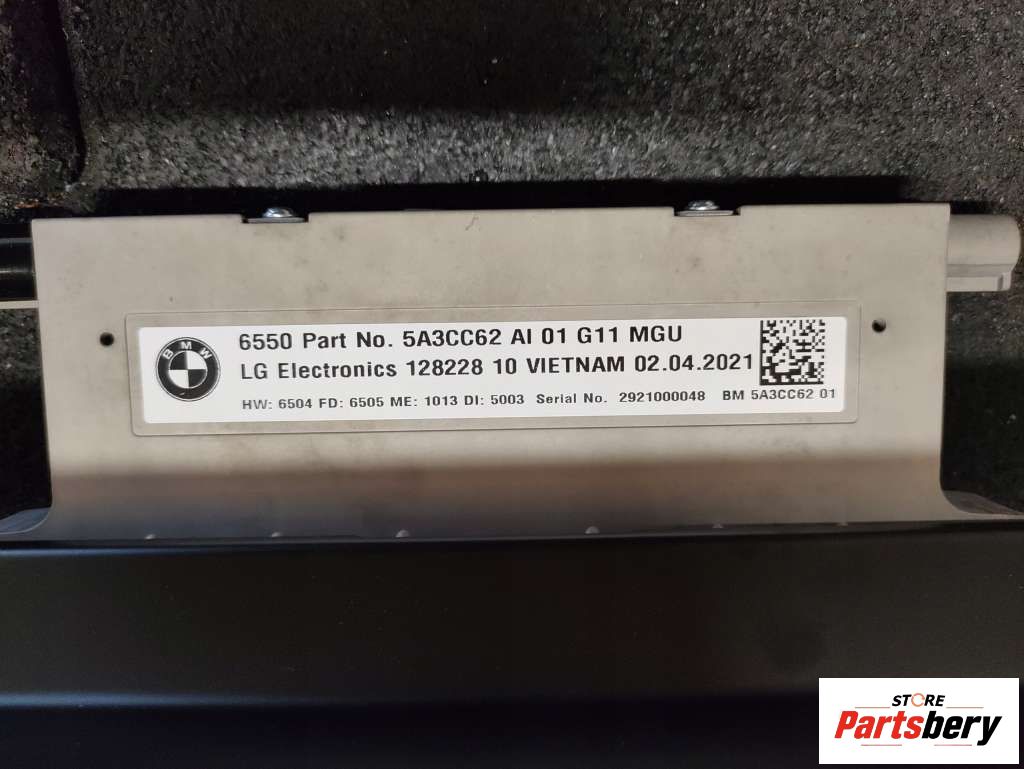 BMW
6550 Part No. 5A3CC62 AI 01 G11 MGU
LG Electronics 128228 10 VIETNAM 02.04.2021
HW: 6504 FD: 6505 ME: 1013 DI: 5003 Serial No. 2921000048 BM 5A3CC62 01
STORE
Partsbery